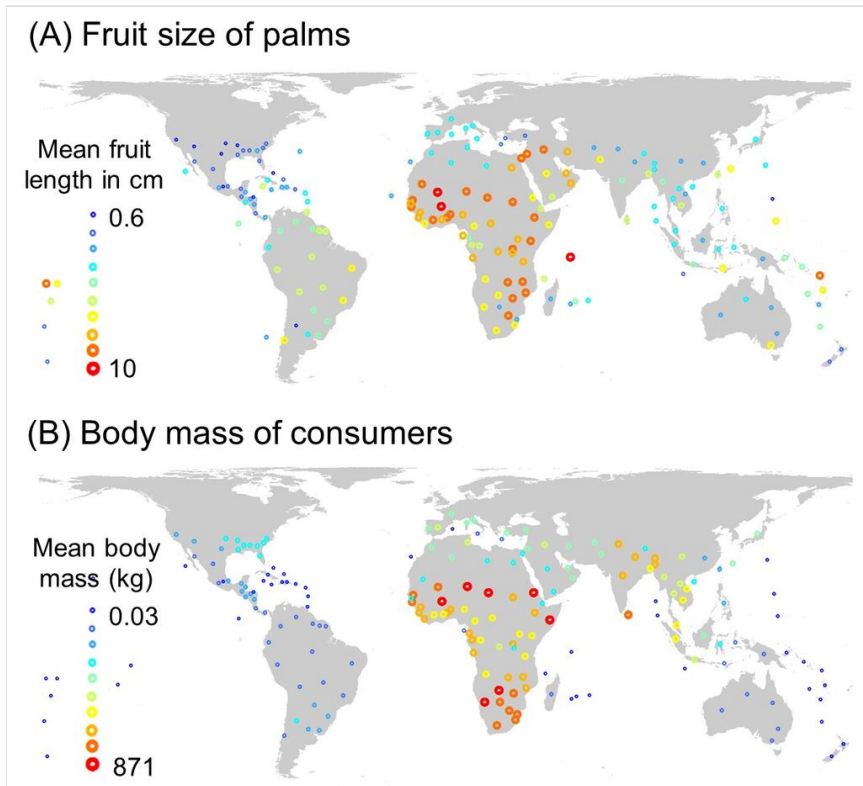 (A) Fruit size of palms
Mean fruit
length in cm
0.6
10
(B) Body mass of consumers
Mean body
mass (kg)
0.03
871